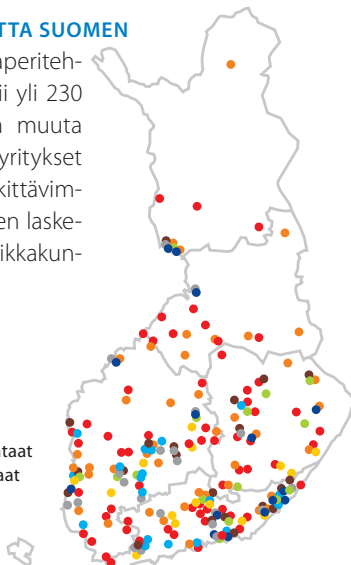 TTA SUOMEN
aperiteh-
ii yli 230
muuta
yritykset
kittävim-
en laske-
ikkakun-
taat
aat